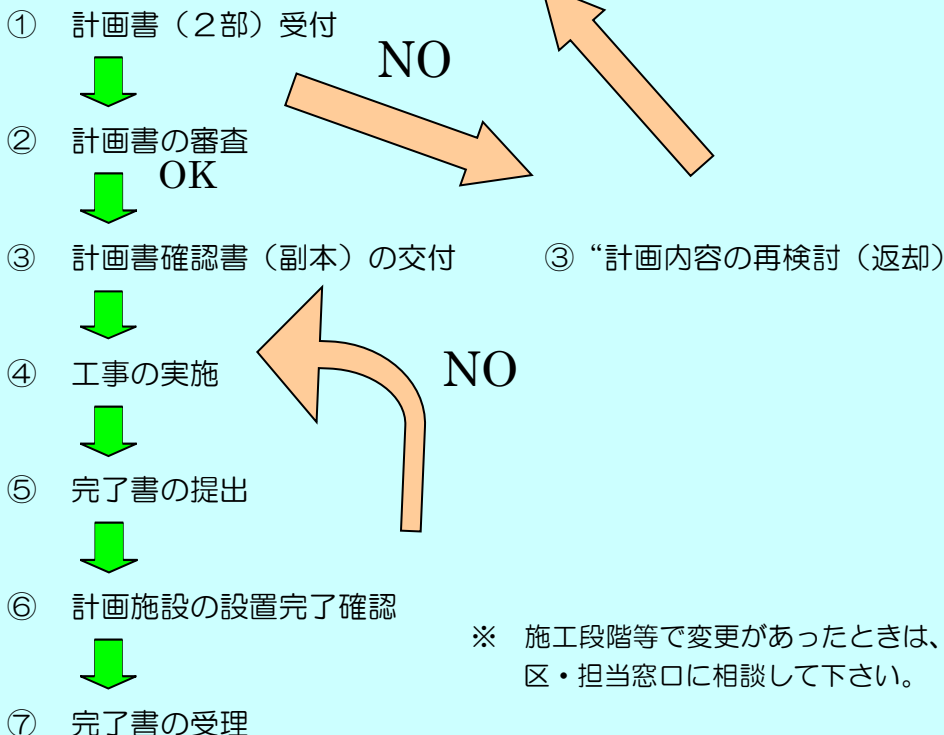 ① 計画書（２部）受付
NO
② 計画書の審査
OK
③ 計画書確認書（副本）の交付
③“計画内容の再検討（返却）
④ 工事の実施
NO
⑤ 完了書の提出
⑥ 計画施設の設置完了確認
※ 施工段階等で変更があったときは、
区・担当窓口に相談して下さい。
⑦ 完了書の受理